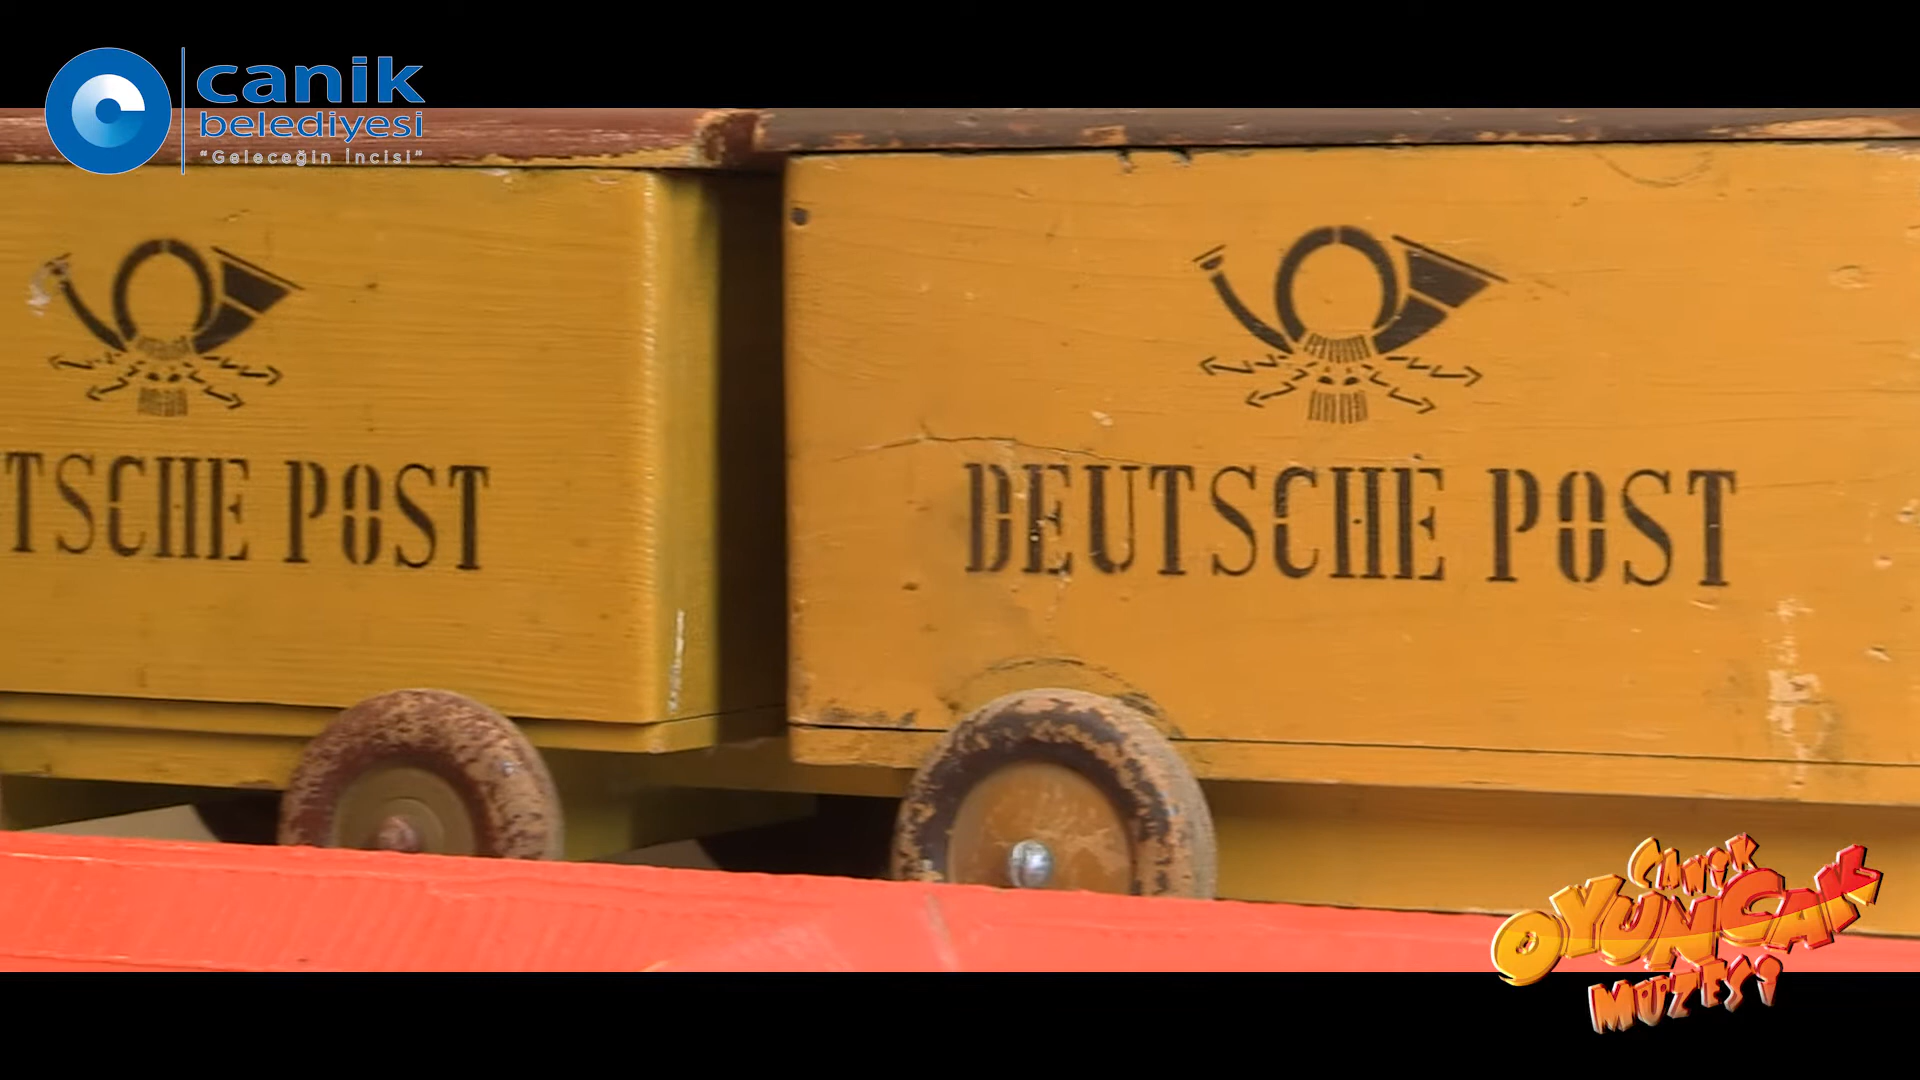 canik
belediyesi
"Geleceğin İncisi"
TSCHE POST
DEUTSCHE POST
CANiK
OYUNCAK
MÜZESi